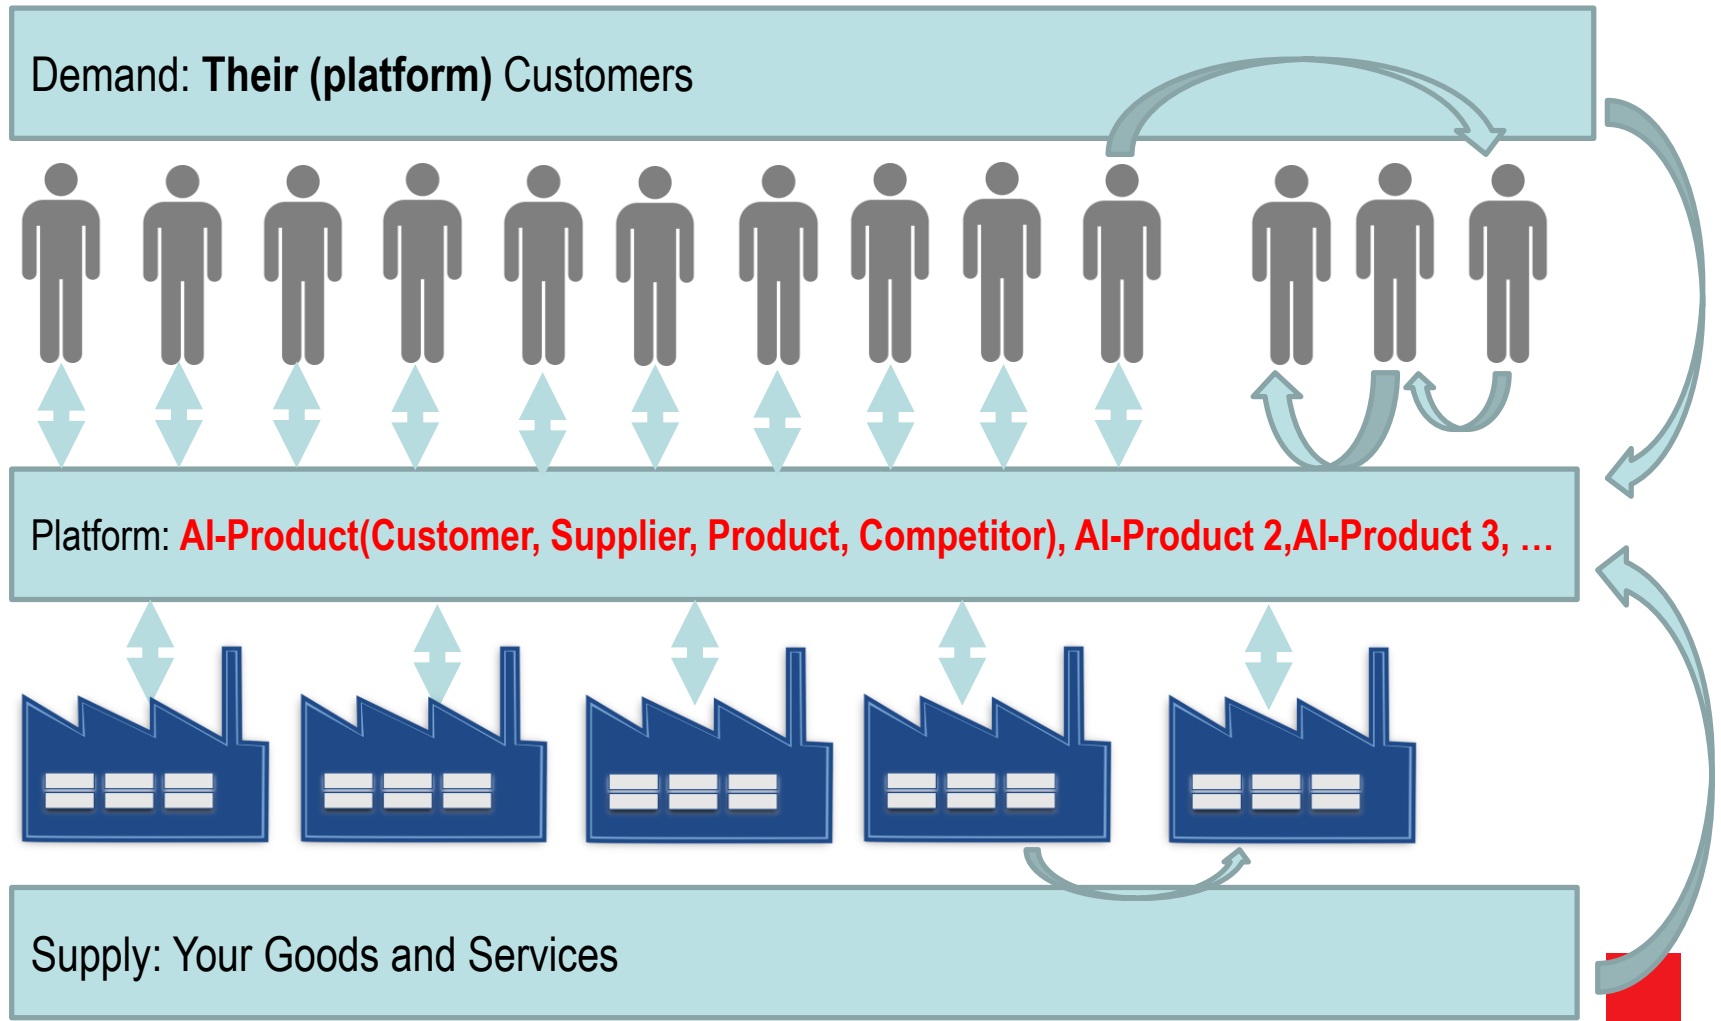 Demand: Their (platform) Customers
Platform: AI-Product(Customer, Supplier, Product, Competitor), AI-Product 2,AI-Product 3, …
Supply: Your Goods and Services